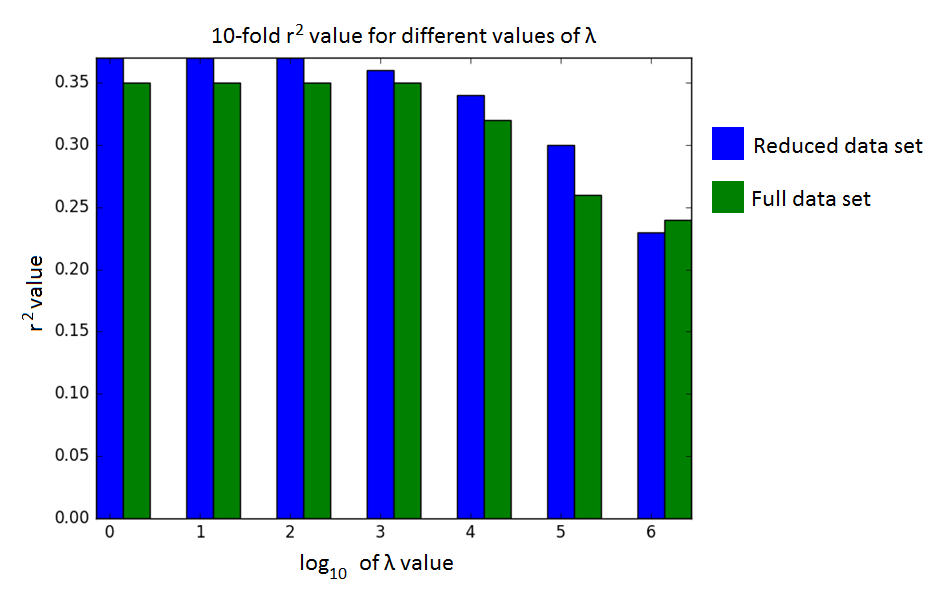 10-fold r² value for different values of λ
0.35
0.30
0.25
0.20
0.15
0.10
0.05
0.00
r² value
0 1 2 3 4 5 6
log₁₀ of λ value
Reduced data set
Full data set